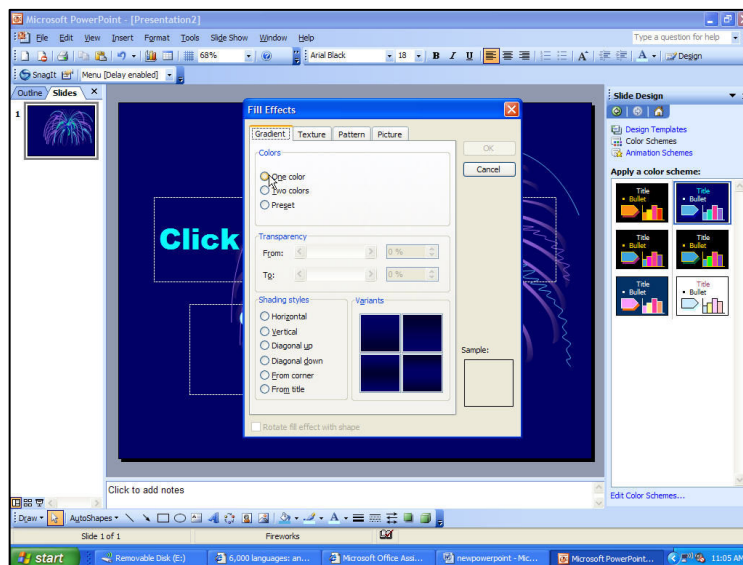 Microsoft PowerPoint - [Presentation2]
File Edit View Insert Format Tools Slide Show Window Help
Type a question for help
68%
Arial Black
18
B I U
A
A
Design
SnagIt
Menu [Delay enabled]
Outline
Slides
X
1
Click
Click to add notes
Fill Effects
Gradient
Texture
Pattern
Picture
Colors
One color
Two colors
Preset
Transparency
From:
0 %
To:
0 %
Shading styles
Horizontal
Vertical
Diagonal up
Diagonal down
From corner
From title
Variants
Sample:
Rotate fill effect with shape
OK
Cancel
Slide Design
Design Templates
Color Schemes
Animation Schemes
Apply a color scheme:
Title
• Bullet
Title
• Bullet
Title
• Bullet
Title
• Bullet
Title
• Bullet
Title
• Bullet
Edit Color Schemes...
Draw
AutoShapes
A
Slide 1 of 1
Fireworks
start
Removable Disk (E:)
6,000 languages: an...
Microsoft Office Assi...
newpowerpoint - Mic...
Microsoft PowerPoint...
11:05 AM